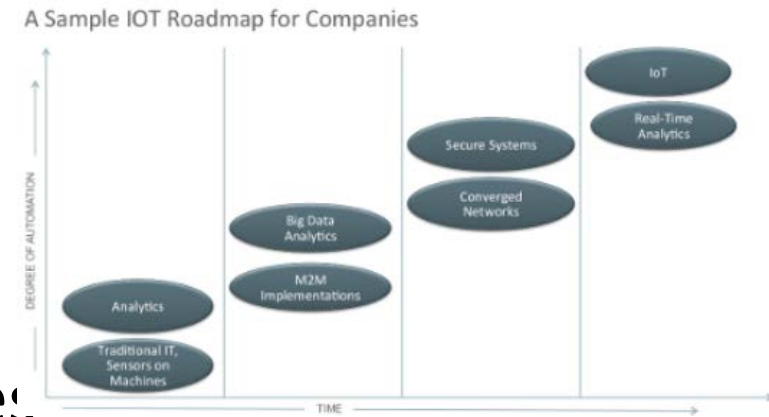 A Sample IOT Roadmap for Companies
IoT
Real-Time
Analytics
Secure Systems
Converged
Networks
Big Data
Analytics
M2M
Implementations
Analytics
Traditional IT,
Sensors on
Machines
DEGREE OF AUTOMATION
TIME